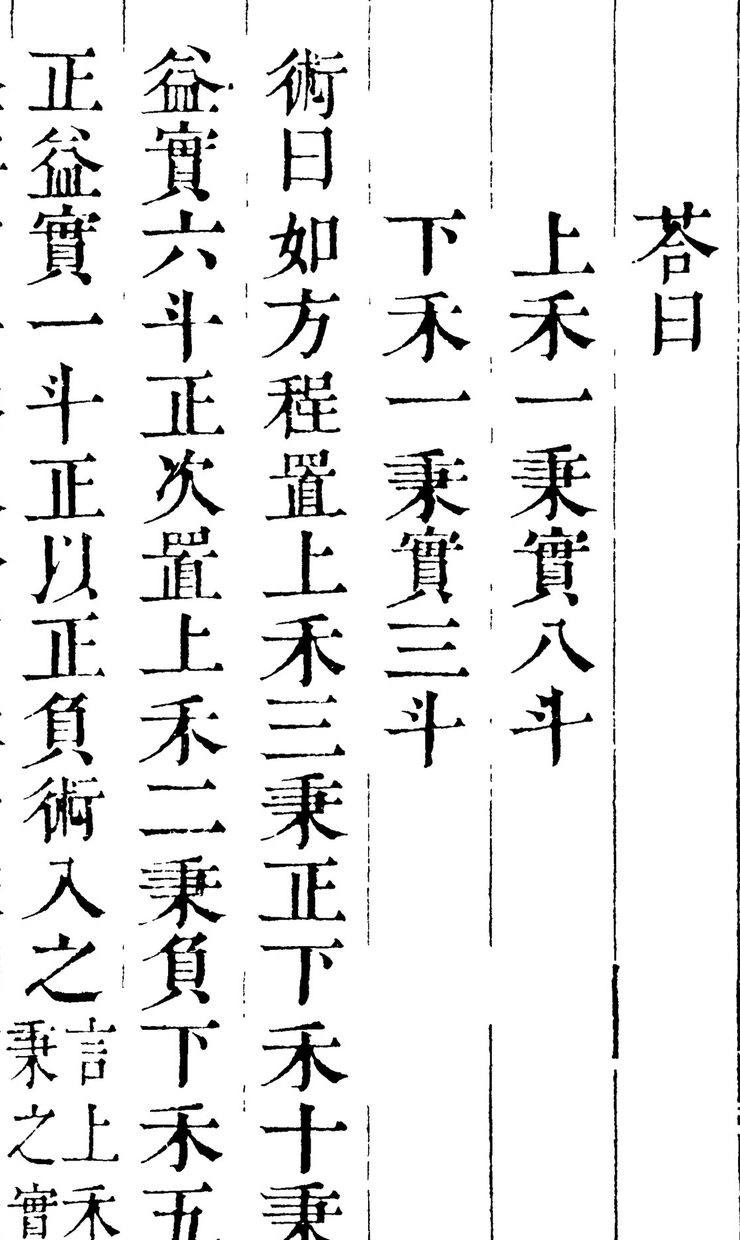 荅曰
上禾一秉實八斗
下禾一秉實三斗
術曰如方程置上禾三秉正下禾十秉
益實六斗正次置上禾二秉負下禾五
正益實一斗正以正負術入之言上禾
秉之實